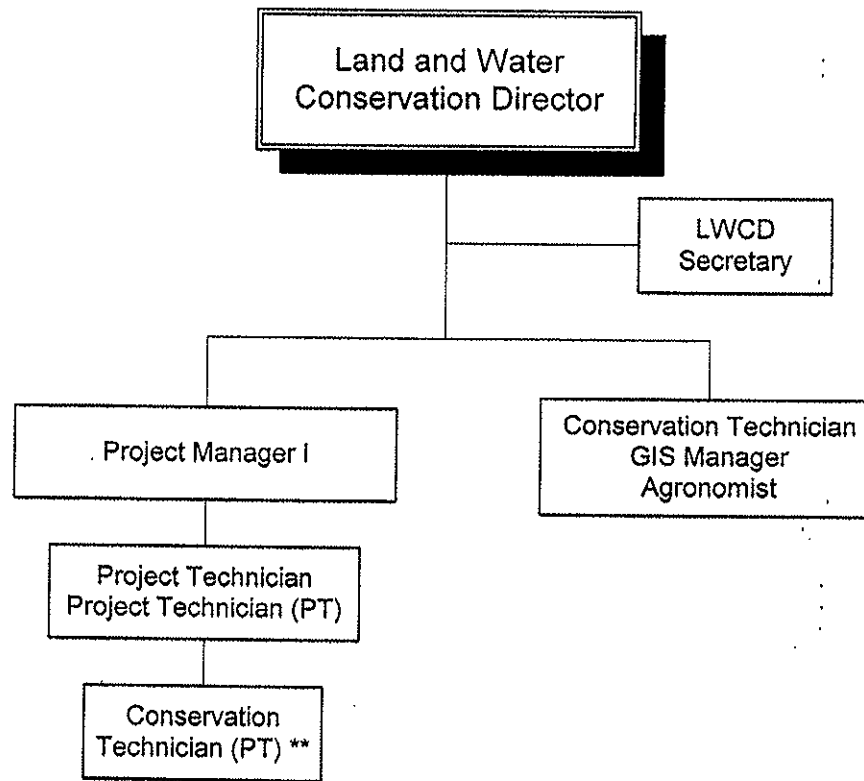 Land and Water
Conservation Director
LWCD
Secretary
Project Manager I
Conservation Technician
GIS Manager
Agronomist
Project Technician
Project Technician (PT)
Conservation
Technician (PT) **